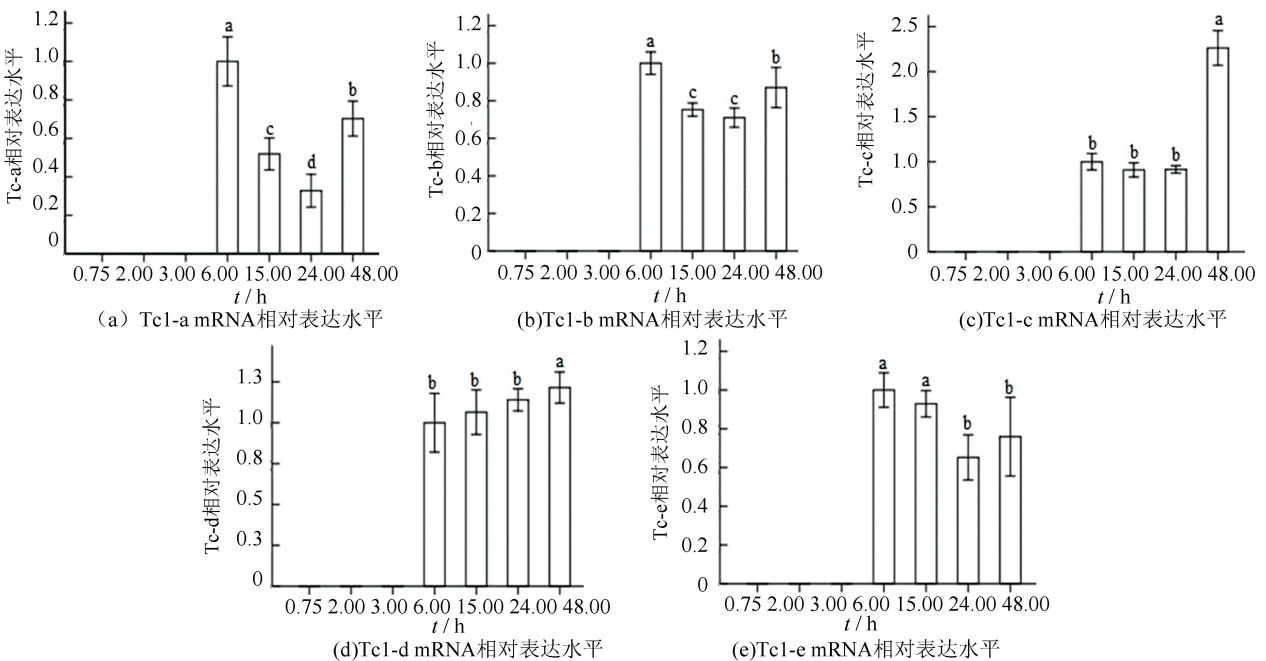 Tc-a相对表达水平
1.2
1.0
0.8
0.6
0.4
0.2
0
a
c
d
b
0.75 2.00 3.00 6.00 15.00 24.00 48.00
t / h
（a）Tc1-a mRNA相对表达水平
Tc-b相对表达水平
1.2
1.0
0.8
0.6
0.4
0.2
0
a
c
c
b
0.75 2.00 3.00 6.00 15.00 24.00 48.00
t / h
(b)Tc1-b mRNA相对表达水平
Tc-c相对表达水平
2.5
2.0
1.5
1.0
0.5
0
b
b
b
a
0.75 2.00 3.00 6.00 15.00 24.00 48.00
t / h
(c)Tc1-c mRNA相对表达水平
Tc-d相对表达水平
1.3
1.0
0.8
0.5
0.3
0
b
b
b
a
0.75 2.00 3.00 6.00 15.00 24.00 48.00
t / h
(d)Tc1-d mRNA相对表达水平
Tc-e相对表达水平
1.2
1.0
0.8
0.6
0.4
0.2
0
a
a
b
b
0.75 2.00 3.00 6.00 15.00 24.00 48.00
t / h
(e)Tc1-e mRNA相对表达水平